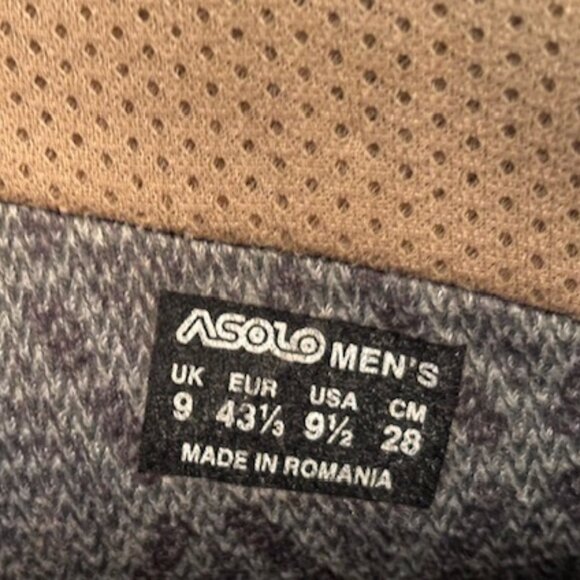 ASOLO MEN'S
UK EUR USA CM
9 43⅓ 9½ 28
MADE IN ROMANIA